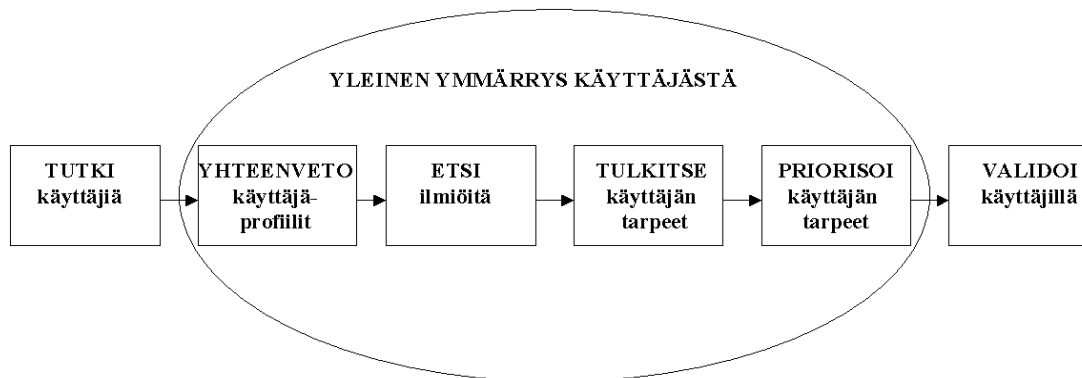 YLEINEN YMMÄRRYS KÄYTTÄJÄSTÄ
TUTKI
käyttäjiä
YHTEENVETO
käyttäjä-
profiilit
ETSI
ilmiöitä
TULKITSE
käyttäjän
tarpeet
PRIORISOI
käyttäjän
tarpeet
VALIDOI
käyttäjillä